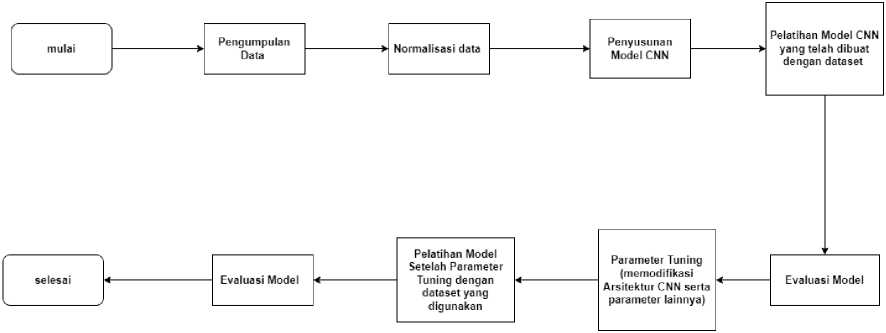 mulai
Pengumpulan
Data
Normalisasi data
Penyusunan
Model CNN
Pelatihan Model CNN
yang telah dibuat
dengan dataset
Evaluasi Model
Parameter Tuning
(memodifikasi
Arsitektur CNN serta
parameter lainnya)
Pelatihan Model
Setelah Parameter
Tuning dengan
dataset yang
digunakan
Evaluasi Model
selesai